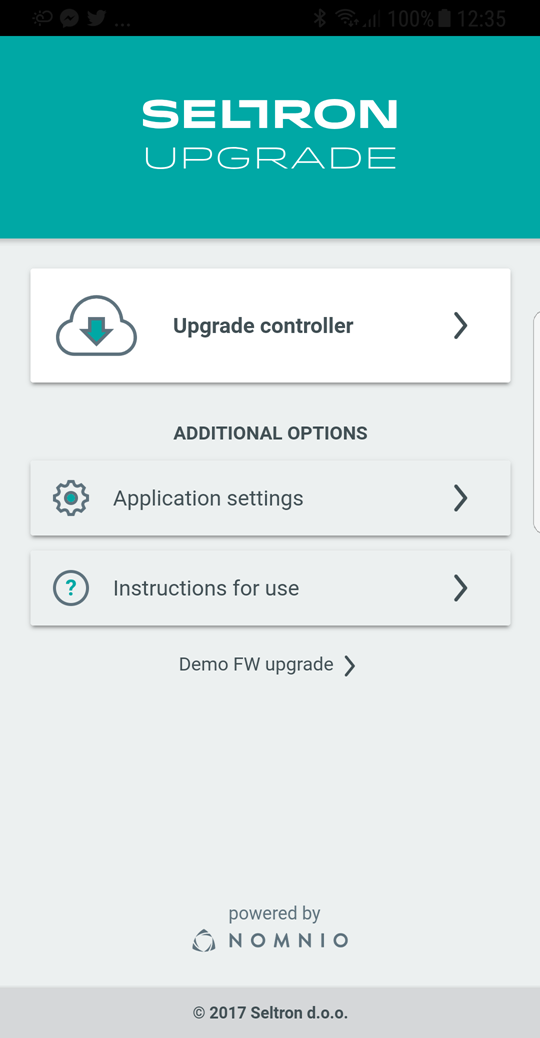 ... 100% 12:35
SELTRON
UPGRADE
Upgrade controller
ADDITIONAL OPTIONS
Application settings
? Instructions for use
Demo FW upgrade
powered by
NOMNIO
© 2017 Seltron d.o.o.